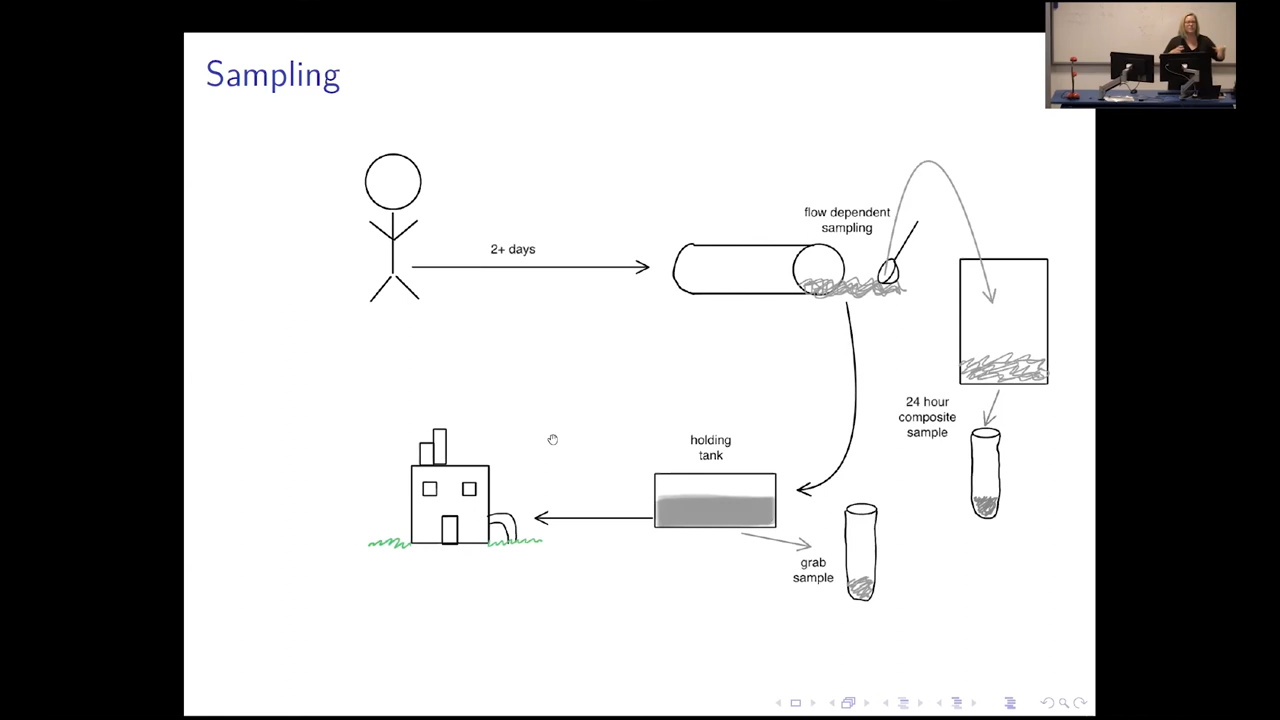 Sampling
flow dependent
sampling
2+ days
24 hour
composite
sample
holding
tank
grab
sample